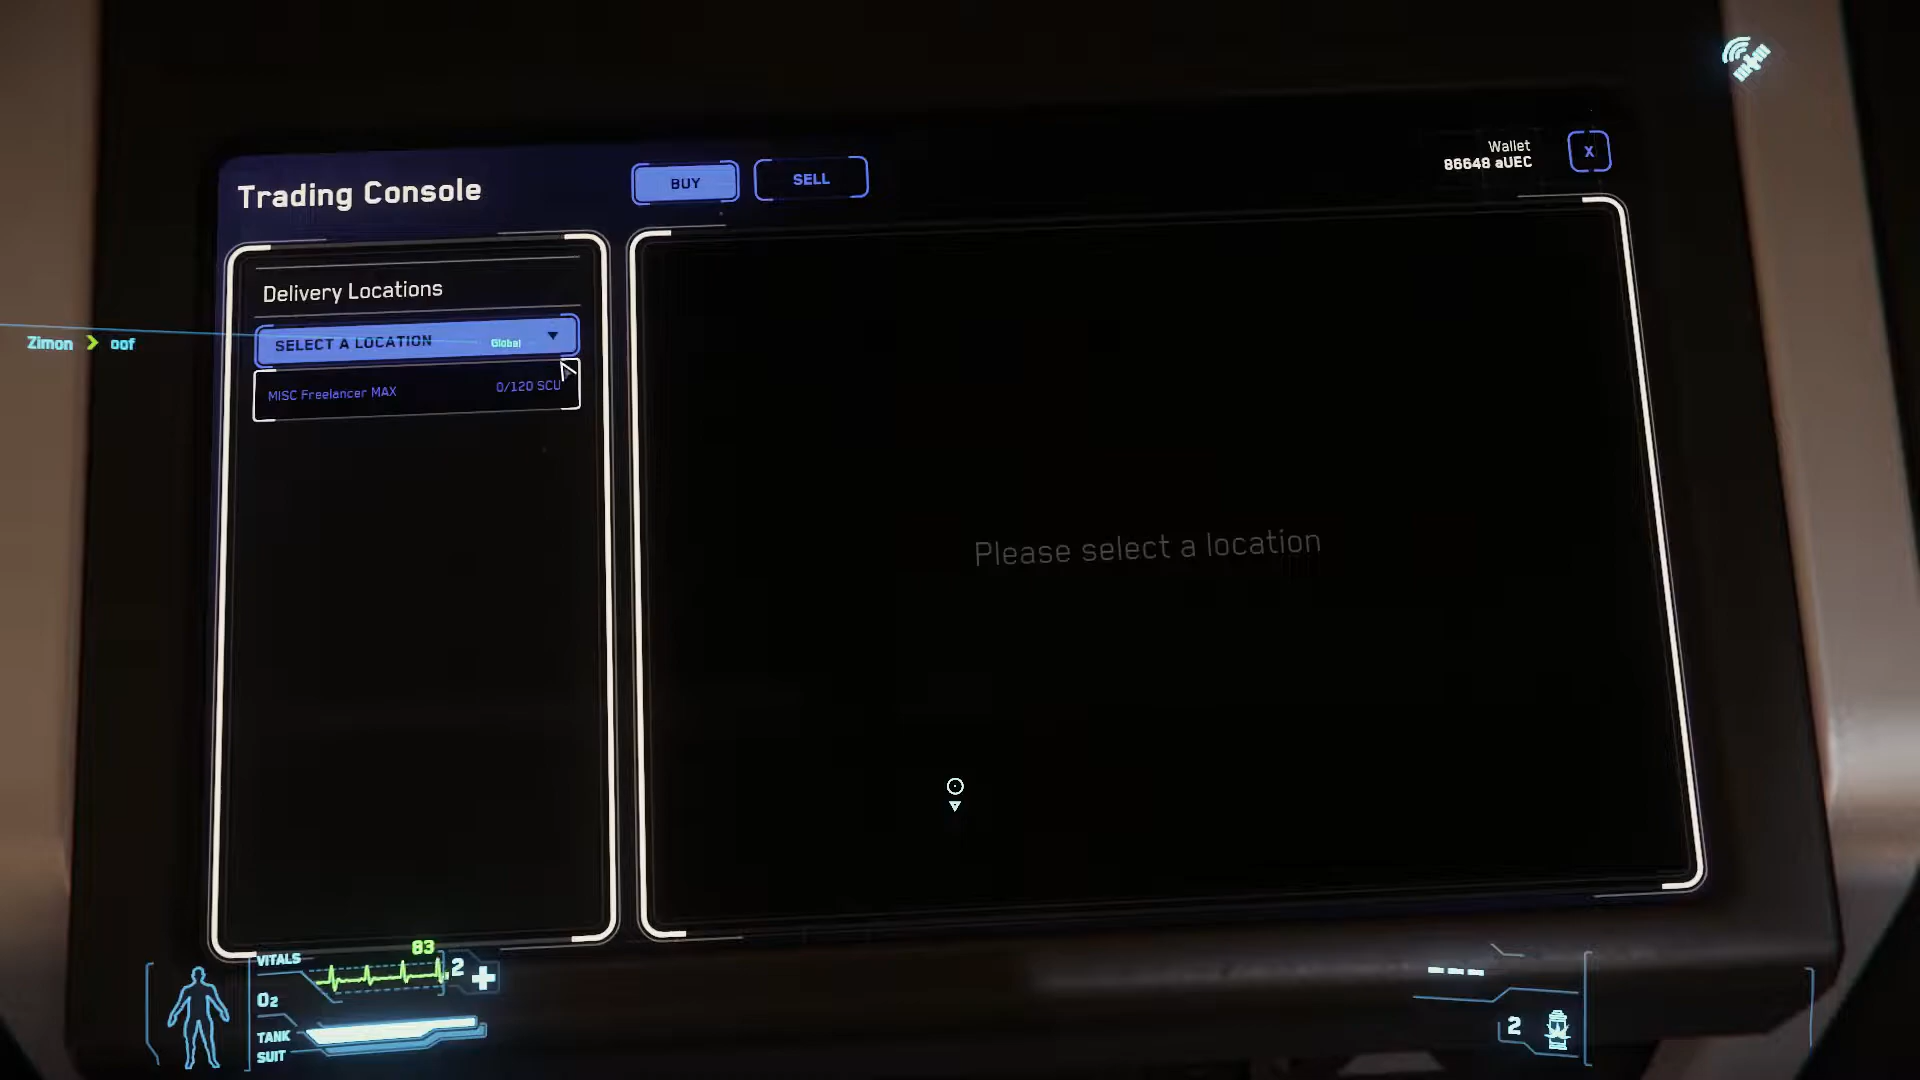 Wallet
86648 aUEC
X
Trading Console
BUY
SELL
Delivery Locations
SELECT A LOCATION
Zimon > oof
Global
MISC Freelancer MAX 0/120 SCU
Please select a location
VITALS
83
2
O2
TANK
SUIT
2